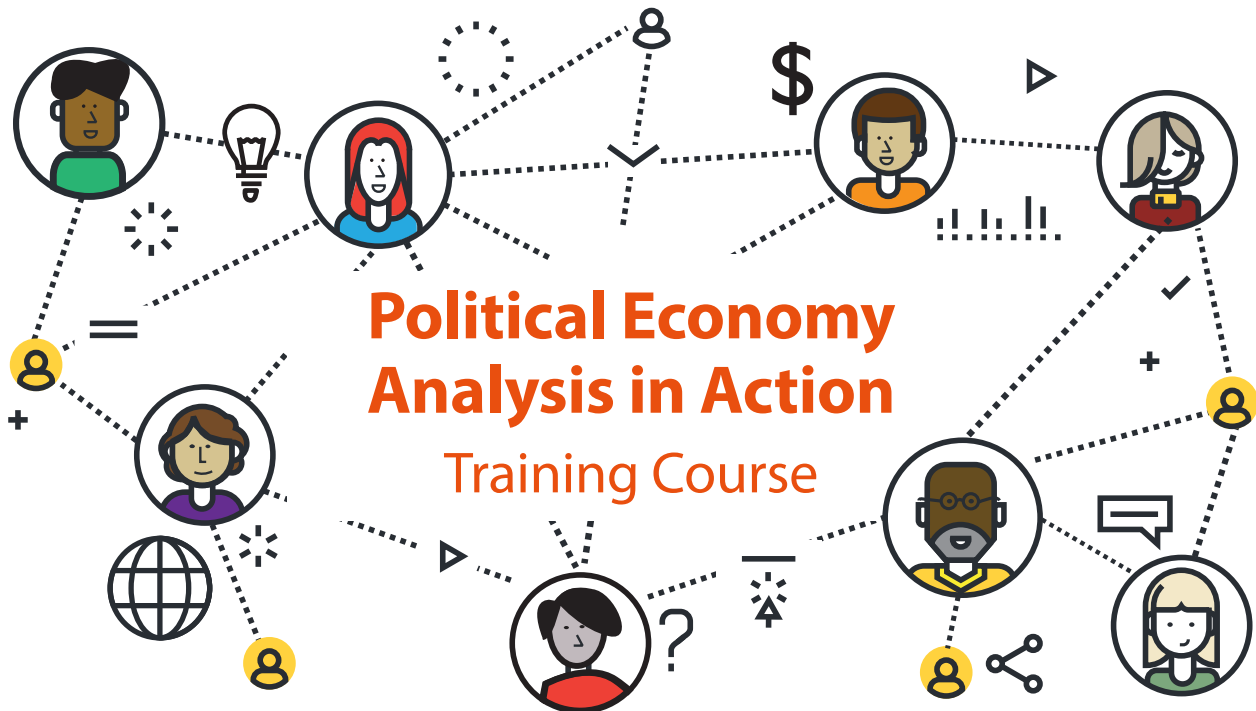 $
Political Economy
Analysis in Action
Training Course
?